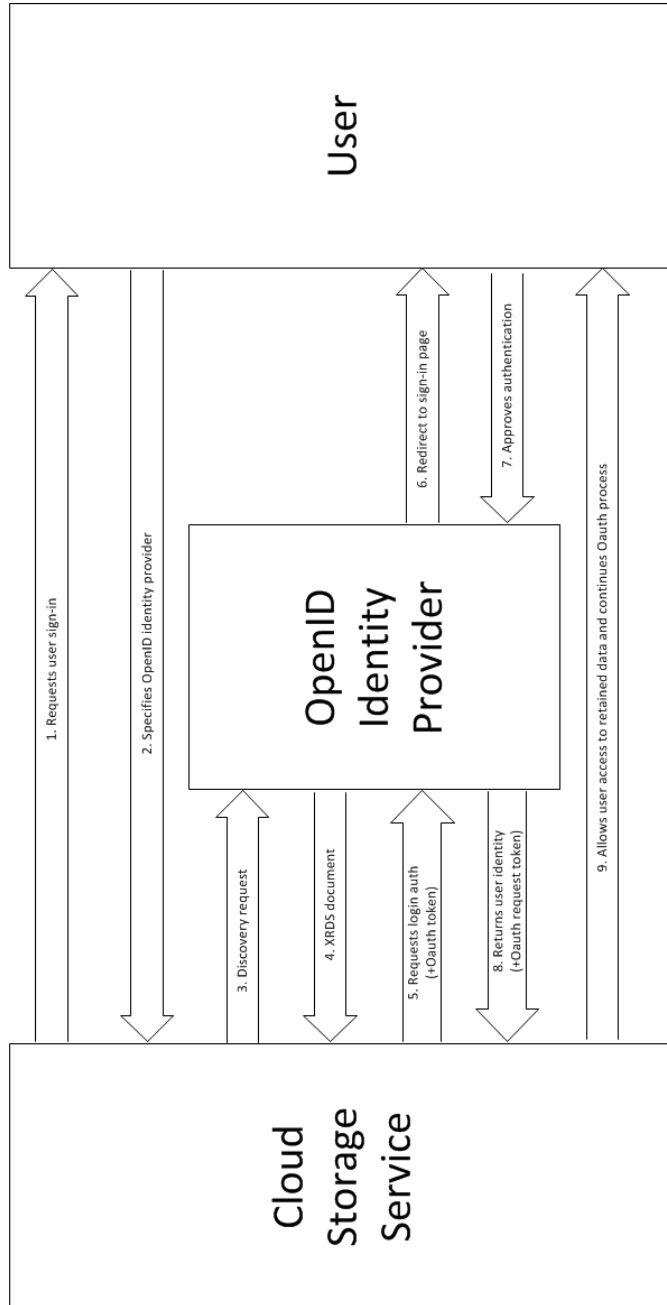 Cloud
Storage
Service
OpenID
Identity
Provider
User
1. Requests user sign-in
2. Specifies OpenID identity provider
3. Discovery request
4. XRDS document
5. Requests login auth
(+Oauth token)
6. Redirect to sign-in page
7. Approves authentication
8. Returns user identity
(+Oauth request token)
9. Allows user access to retained data and continues Oauth process